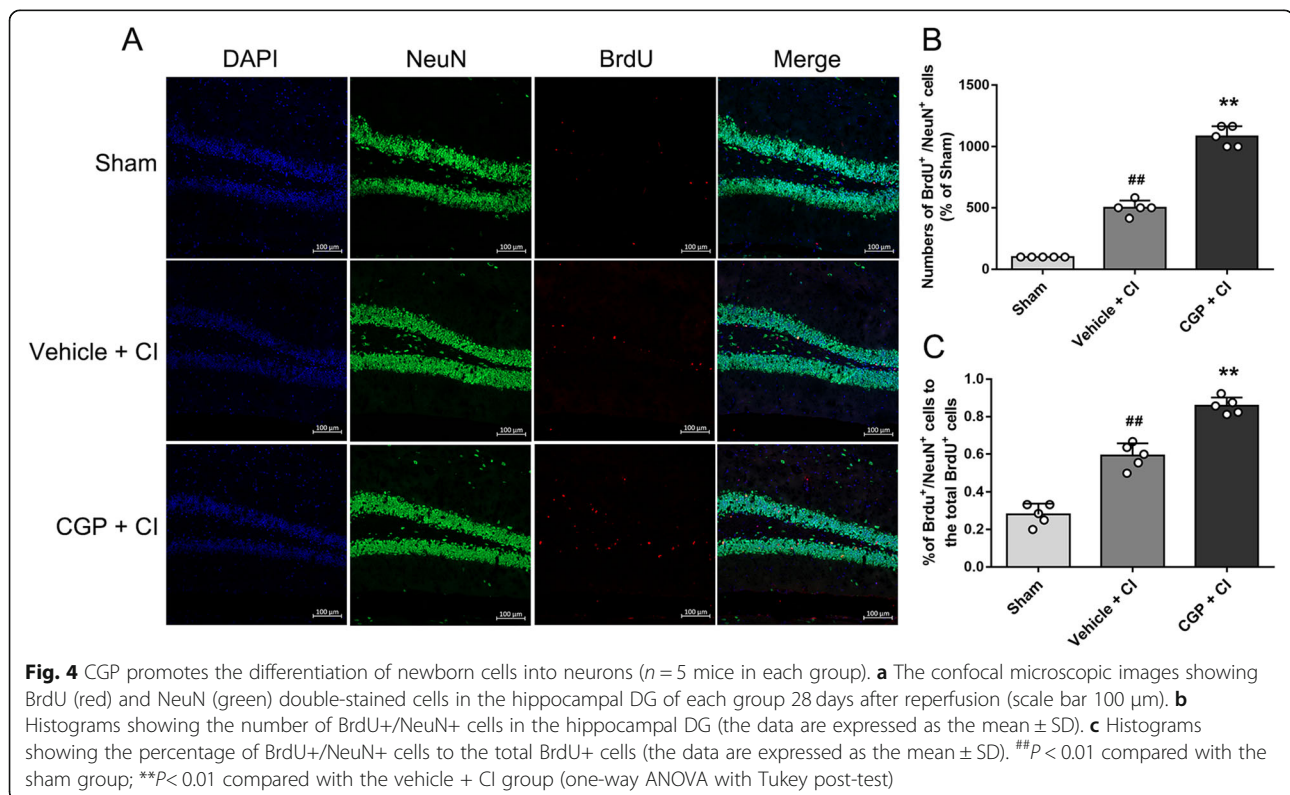 A
DAPI NeuN BrdU Merge
Sham
100 µm 100 µm 100 µm 100 µm
Vehicle + CI
100 µm 100 µm 100 µm 100 µm
CGP + CI
100 µm 100 µm 100 µm 100 µm
B
Numbers of BrdU⁺ /NeuN⁺ cells
(% of Sham)
1500
1000
500
0
##
**
Sham
Vehicle + CI
CGP + CI
C
%of Brdu⁺/NeuN⁺ cells to
the total BrdU⁺ cells
1.0
0.8
0.6
0.4
0.2
0.0
##
**
Sham
Vehicle + CI
CGP + CI
Fig. 4 CGP promotes the differentiation of newborn cells into neurons (n = 5 mice in each group). a The confocal microscopic images showing
BrdU (red) and NeuN (green) double-stained cells in the hippocampal DG of each group 28 days after reperfusion (scale bar 100 μm). b
Histograms showing the number of BrdU+/NeuN+ cells in the hippocampal DG (the data are expressed as the mean ± SD). c Histograms
showing the percentage of BrdU+/NeuN+ cells to the total BrdU+ cells (the data are expressed as the mean ± SD). ##P < 0.01 compared with the
sham group; **P< 0.01 compared with the vehicle + CI group (one-way ANOVA with Tukey post-test)